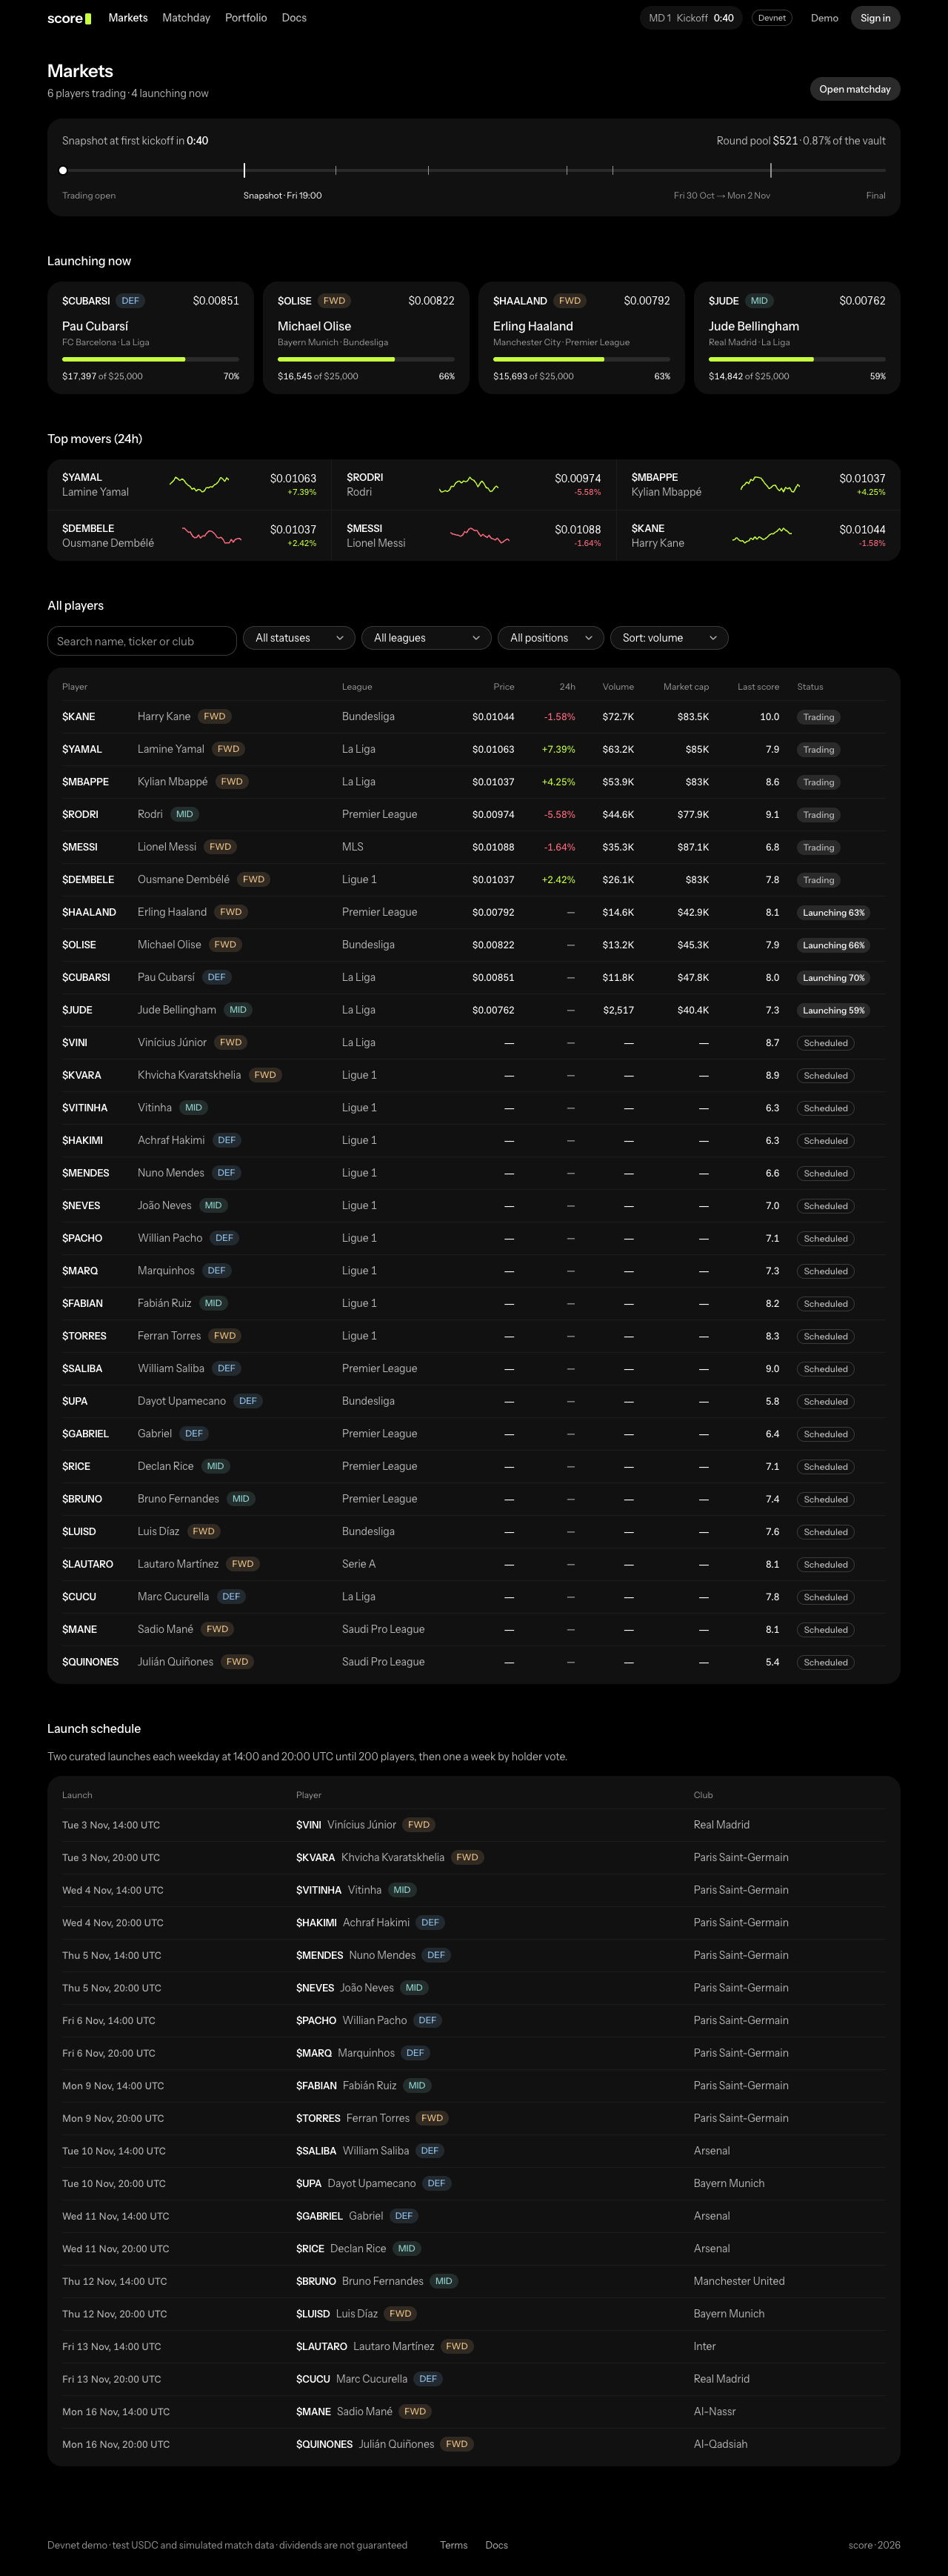 score Markets Matchday Portfolio Docs MD 1 Kickoff 0:40 Devnet Demo Sign in
Markets
6 players trading · 4 launching now
Open matchday
Snapshot at first kickoff in 0:40 Round pool $521 · 0.87% of the vault
Trading open Snapshot · Fri 19:00 Fri 30 Oct → Mon 2 Nov Final
Launching now
$CUBARSI DEF $0.00851
Pau Cubarsí
FC Barcelona · La Liga
$17,397 of $25,000 70%
$OLISE FWD $0.00822
Michael Olise
Bayern Munich · Bundesliga
$16,545 of $25,000 66%
$HAALAND FWD $0.00792
Erling Haaland
Manchester City · Premier League
$15,693 of $25,000 63%
$JUDE MID $0.00762
Jude Bellingham
Real Madrid · La Liga
$14,842 of $25,000 59%
Top movers (24h)
$YAMAL $0.01063
Lamine Yamal +7.39%
$RODRI $0.00974
Rodri -5.58%
$MBAPPE $0.01037
Kylian Mbappé +4.25%
$DEMBELE $0.01037
Ousmane Dembélé +2.42%
$MESSI $0.01088
Lionel Messi -1.64%
$KANE $0.01044
Harry Kane -1.58%
All players
Search name, ticker or club All statuses All leagues All positions Sort: volume
Player League Price 24h Volume Market cap Last score Status
$KANE Harry Kane FWD Bundesliga $0.01044 -1.58% $72.7K $83.5K 10.0 Trading
$YAMAL Lamine Yamal FWD La Liga $0.01063 +7.39% $63.2K $85K 7.9 Trading
$MBAPPE Kylian Mbappé FWD La Liga $0.01037 +4.25% $53.9K $83K 8.6 Trading
$RODRI Rodri MID Premier League $0.00974 -5.58% $44.6K $77.9K 9.1 Trading
$MESSI Lionel Messi FWD MLS $0.01088 -1.64% $35.3K $87.1K 6.8 Trading
$DEMBELE Ousmane Dembélé FWD Ligue 1 $0.01037 +2.42% $26.1K $83K 7.8 Trading
$HAALAND Erling Haaland FWD Premier League $0.00792 — $14.6K $42.9K 8.1 Launching 63%
$OLISE Michael Olise FWD Bundesliga $0.00822 — $13.2K $45.3K 7.9 Launching 66%
$CUBARSI Pau Cubarsí DEF La Liga $0.00851 — $11.8K $47.8K 8.0 Launching 70%
$JUDE Jude Bellingham MID La Liga $0.00762 — $2,517 $40.4K 7.3 Launching 59%
$VINI Vinícius Júnior FWD La Liga — — — — 8.7 Scheduled
$KVARA Khvicha Kvaratskhelia FWD Ligue 1 — — — — 8.9 Scheduled
$VITINHA Vitinha MID Ligue 1 — — — — 6.3 Scheduled
$HAKIMI Achraf Hakimi DEF Ligue 1 — — — — 6.3 Scheduled
$MENDES Nuno Mendes DEF Ligue 1 — — — — 6.6 Scheduled
$NEVES João Neves MID Ligue 1 — — — — 7.0 Scheduled
$PACHO Willian Pacho DEF Ligue 1 — — — — 7.1 Scheduled
$MARQ Marquinhos DEF Ligue 1 — — — — 7.3 Scheduled
$FABIAN Fabián Ruiz MID Ligue 1 — — — — 8.2 Scheduled
$TORRES Ferran Torres FWD Ligue 1 — — — — 8.3 Scheduled
$SALIBA William Saliba DEF Premier League — — — — 9.0 Scheduled
$UPA Dayot Upamecano DEF Bundesliga — — — — 5.8 Scheduled
$GABRIEL Gabriel DEF Premier League — — — — 6.4 Scheduled
$RICE Declan Rice MID Premier League — — — — 7.1 Scheduled
$BRUNO Bruno Fernandes MID Premier League — — — — 7.4 Scheduled
$LUISD Luis Díaz FWD Bundesliga — — — — 7.6 Scheduled
$LAUTARO Lautaro Martínez FWD Serie A — — — — 8.1 Scheduled
$CUCU Marc Cucurella DEF La Liga — — — — 7.8 Scheduled
$MANE Sadio Mané FWD Saudi Pro League — — — — 8.1 Scheduled
$QUINONES Julián Quiñones FWD Saudi Pro League — — — — 5.4 Scheduled
Launch schedule
Two curated launches each weekday at 14:00 and 20:00 UTC until 200 players, then one a week by holder vote.
Launch Player Club
Tue 3 Nov, 14:00 UTC $VINI Vinícius Júnior FWD Real Madrid
Tue 3 Nov, 20:00 UTC $KVARA Khvicha Kvaratskhelia FWD Paris Saint-Germain
Wed 4 Nov, 14:00 UTC $VITINHA Vitinha MID Paris Saint-Germain
Wed 4 Nov, 20:00 UTC $HAKIMI Achraf Hakimi DEF Paris Saint-Germain
Thu 5 Nov, 14:00 UTC $MENDES Nuno Mendes DEF Paris Saint-Germain
Thu 5 Nov, 20:00 UTC $NEVES João Neves MID Paris Saint-Germain
Fri 6 Nov, 14:00 UTC $PACHO Willian Pacho DEF Paris Saint-Germain
Fri 6 Nov, 20:00 UTC $MARQ Marquinhos DEF Paris Saint-Germain
Mon 9 Nov, 14:00 UTC $FABIAN Fabián Ruiz MID Paris Saint-Germain
Mon 9 Nov, 20:00 UTC $TORRES Ferran Torres FWD Paris Saint-Germain
Tue 10 Nov, 14:00 UTC $SALIBA William Saliba DEF Arsenal
Tue 10 Nov, 20:00 UTC $UPA Dayot Upamecano DEF Bayern Munich
Wed 11 Nov, 14:00 UTC $GABRIEL Gabriel DEF Arsenal
Wed 11 Nov, 20:00 UTC $RICE Declan Rice MID Arsenal
Thu 12 Nov, 14:00 UTC $BRUNO Bruno Fernandes MID Manchester United
Thu 12 Nov, 20:00 UTC $LUISD Luis Díaz FWD Bayern Munich
Fri 13 Nov, 14:00 UTC $LAUTARO Lautaro Martínez FWD Inter
Fri 13 Nov, 20:00 UTC $CUCU Marc Cucurella DEF Real Madrid
Mon 16 Nov, 14:00 UTC $MANE Sadio Mané FWD Al-Nassr
Mon 16 Nov, 20:00 UTC $QUINONES Julián Quiñones FWD Al-Qadsiah
Devnet demo · test USDC and simulated match data · dividends are not guaranteed Terms Docs score · 2026